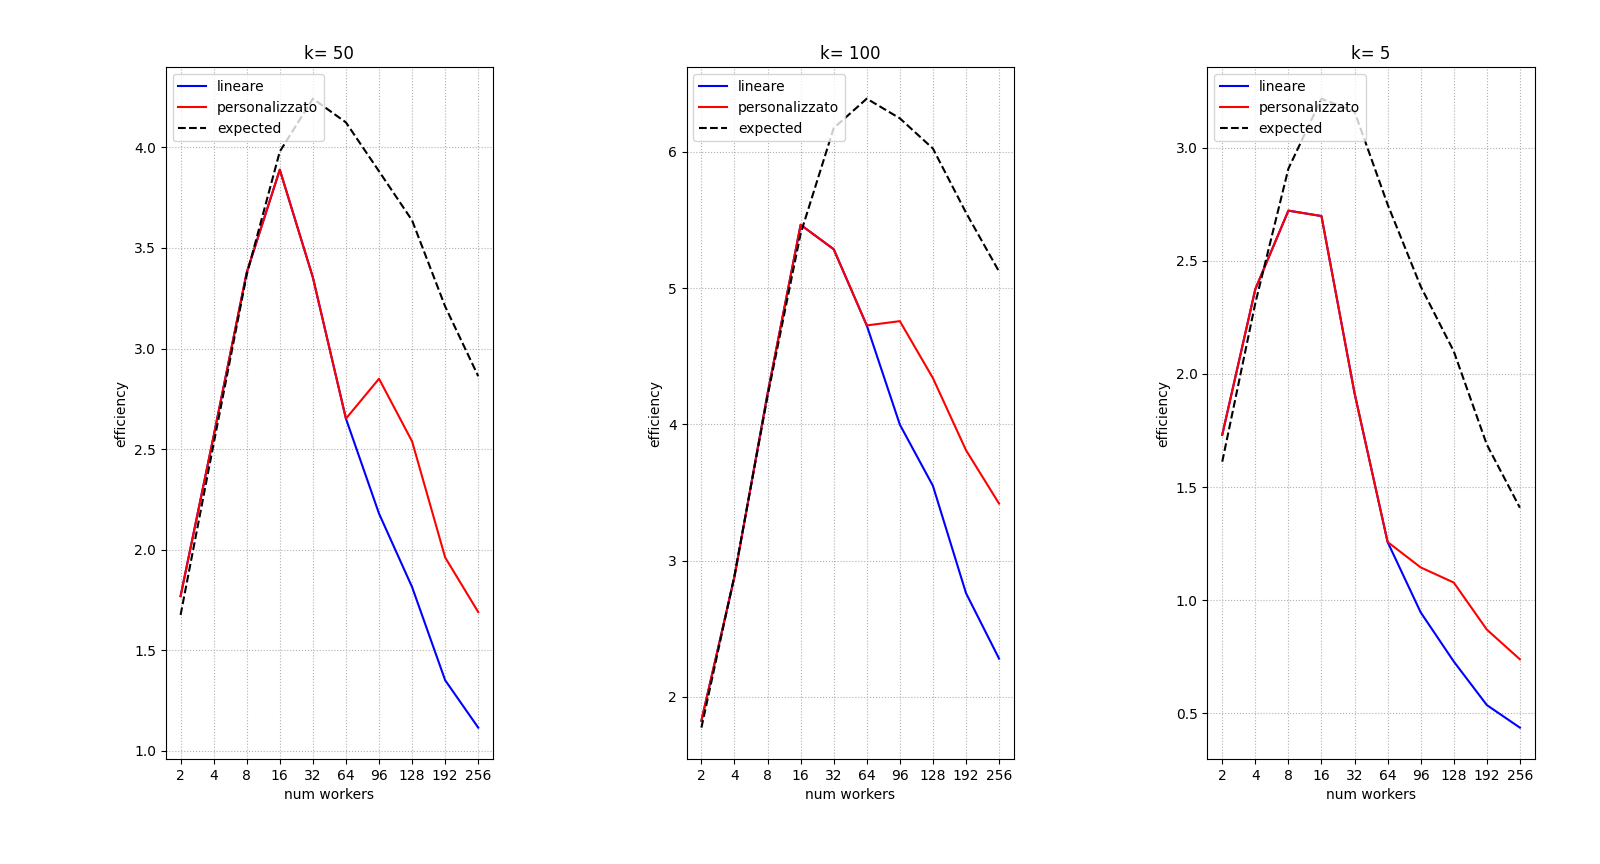 k= 50
lineare
personalizzato
expected
4.0
3.5
3.0
2.5
2.0
1.5
1.0
efficiency
2 4 8 16 32 64 96 128 192 256
num workers
k= 100
lineare
personalizzato
expected
6
5
4
3
2
efficiency
2 4 8 16 32 64 96 128 192 256
num workers
k= 5
lineare
personalizzato
expected
3.0
2.5
2.0
1.5
1.0
0.5
efficiency
2 4 8 16 32 64 96 128 192 256
num workers